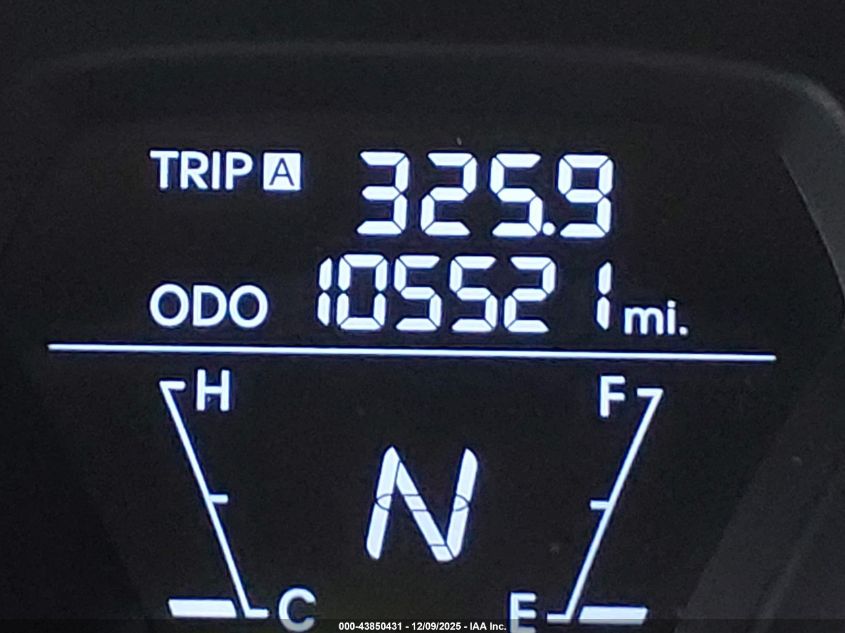 TRIP A 325.9
ODO 105521 mi.
H F
N
C E
000-43850431 - 12/09/2025 - IAA Inc.